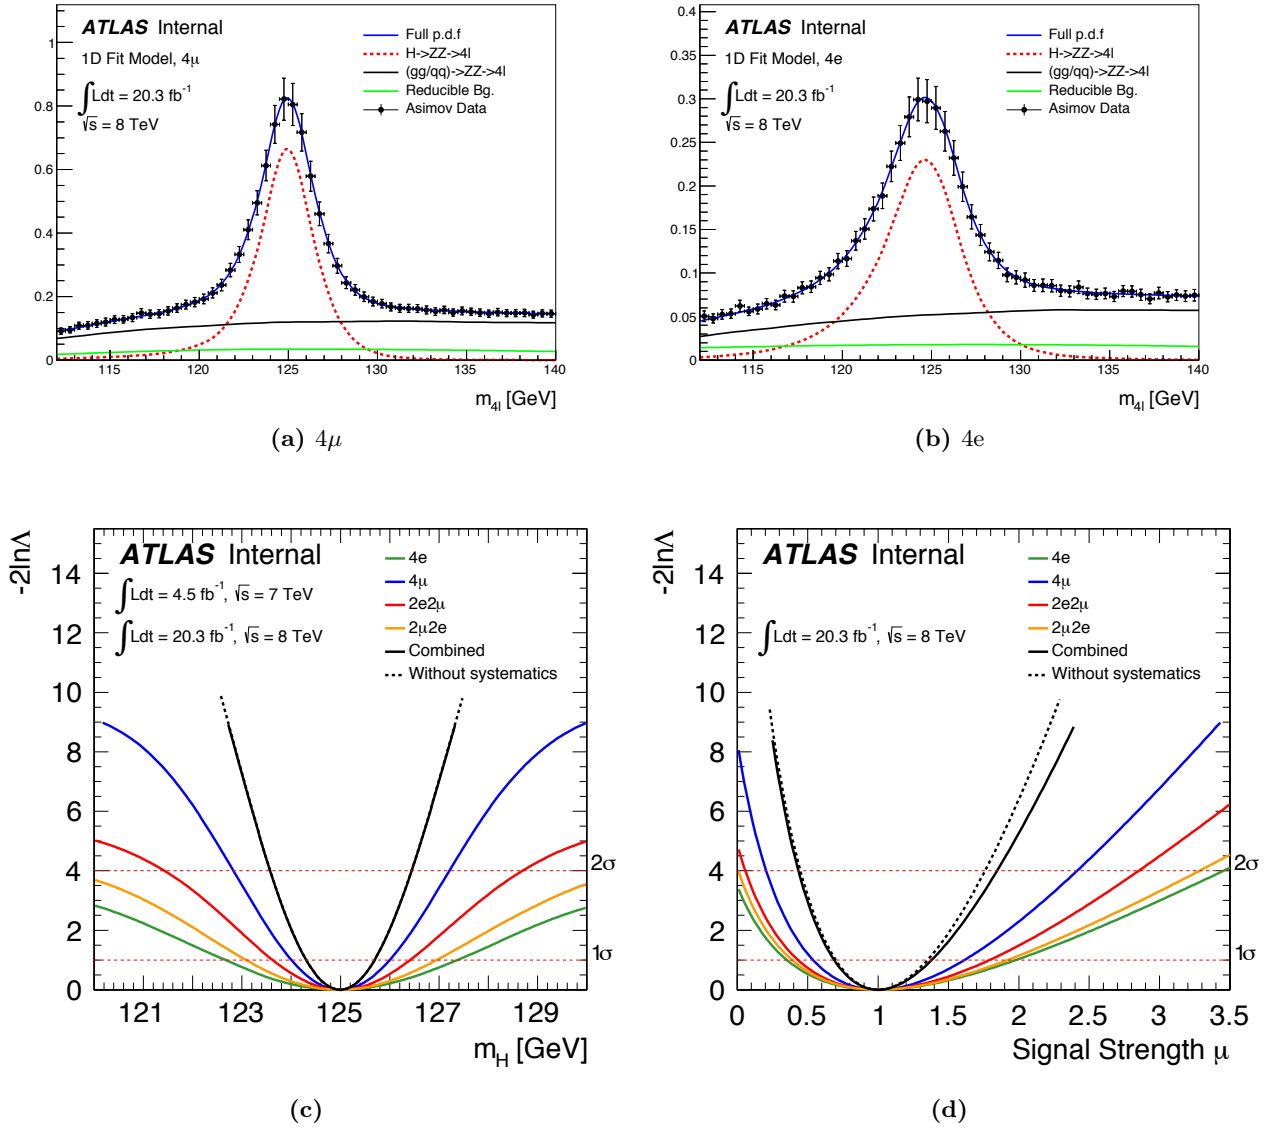 ATLAS Internal
1D Fit Model, 4μ
∫Ldt = 20.3 fb⁻¹
√s = 8 TeV
Full p.d.f
H->ZZ->4l
(gg/qq)->ZZ->4l
Reducible Bg.
Asimov Data
1
0.8
0.6
0.4
0.2
0
115 120 125 130 135 140
m4l [GeV]
(a) 4μ
ATLAS Internal
1D Fit Model, 4e
∫Ldt = 20.3 fb⁻¹
√s = 8 TeV
Full p.d.f
H->ZZ->4l
(gg/qq)->ZZ->4l
Reducible Bg.
Asimov Data
0.4
0.35
0.3
0.25
0.2
0.15
0.1
0.05
0
115 120 125 130 135 140
m4l [GeV]
(b) 4e
-2lnΛ
ATLAS Internal
∫Ldt = 4.5 fb⁻¹, √s = 7 TeV
∫Ldt = 20.3 fb⁻¹, √s = 8 TeV
4e
4μ
2e2μ
2μ2e
Combined
Without systematics
14
12
10
8
6
4
2
0
2σ
1σ
121 123 125 127 129
mH [GeV]
(c)
-2lnΛ
ATLAS Internal
∫Ldt = 20.3 fb⁻¹, √s = 8 TeV
4e
4μ
2e2μ
2μ2e
Combined
Without systematics
14
12
10
8
6
4
2
0
2σ
1σ
0 0.5 1 1.5 2 2.5 3 3.5
Signal Strength μ
(d)